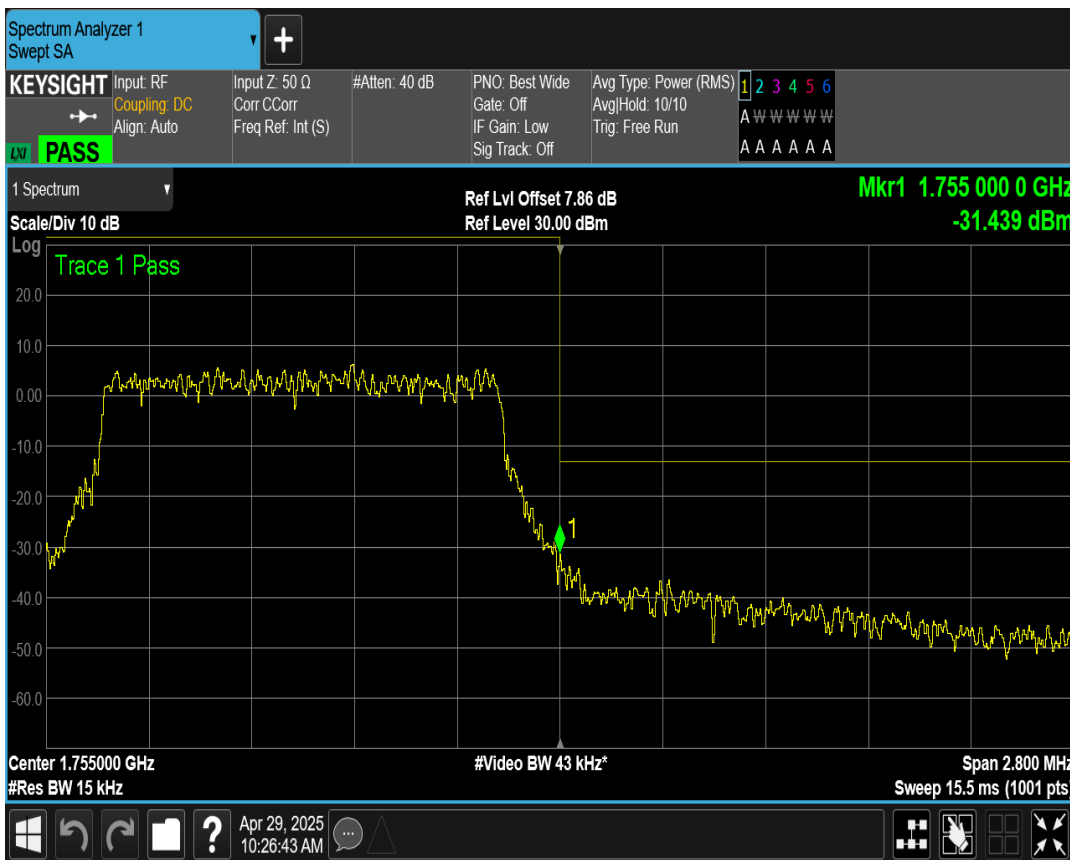 Spectrum Analyzer 1
Swept SA
KEYSIGHT
LXI
PASS
Input: RF
Coupling: DC
Align: Auto
Input Z: 50 Ω
Corr CCorr
Freq Ref: Int (S)
#Atten: 40 dB
PNO: Best Wide
Gate: Off
IF Gain: Low
Sig Track: Off
Avg Type: Power (RMS)
Avg|Hold: 10/10
Trig: Free Run
1 2 3 4 5 6
A W W W W W
A A A A A A
1 Spectrum
Scale/Div 10 dB
Ref Lvl Offset 7.86 dB
Ref Level 30.00 dBm
Mkr1 1.755 000 0 GHz
-31.439 dBm
Log
Trace 1 Pass
20.0
10.0
0.00
-10.0
-20.0
-30.0
-40.0
-50.0
-60.0
1
Center 1.755000 GHz
#Res BW 15 kHz
#Video BW 43 kHz*
Span 2.800 MHz
Sweep 15.5 ms (1001 pts)
?
Apr 29, 2025
10:26:43 AM